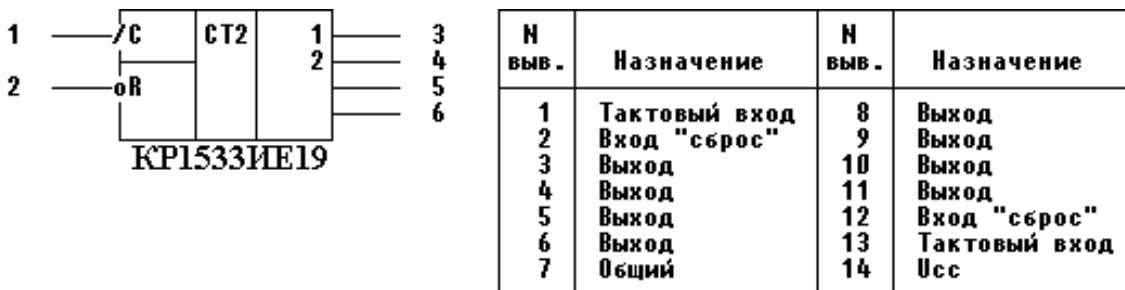 1 /C CT2 1 3
2 4
2 oR 5
6
КР1533ИЕ19
N выв. Назначение N выв. Назначение
1 Тактовый вход 8 Выход
2 Вход "сброс" 9 Выход
3 Выход 10 Выход
4 Выход 11 Выход
5 Выход 12 Вход "сброс"
6 Выход 13 Тактовый вход
7 Общий 14 Ucc